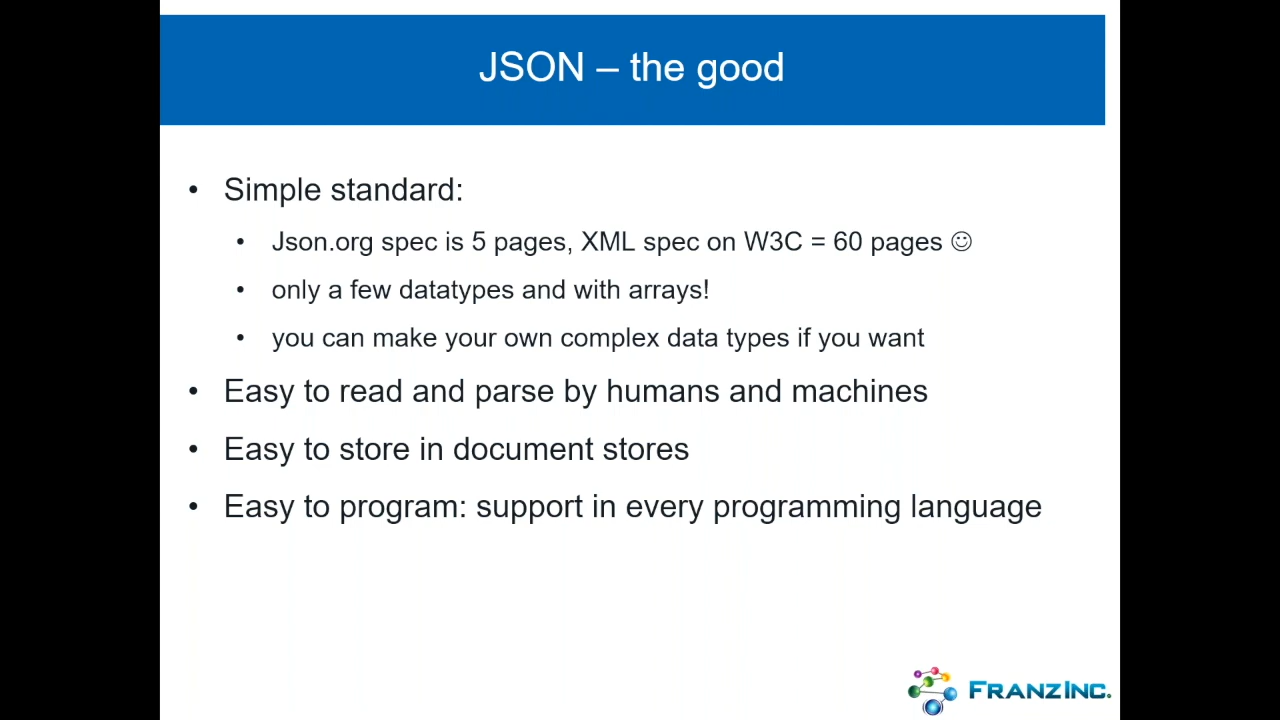 JSON – the good
• Simple standard:
• Json.org spec is 5 pages, XML spec on W3C = 60 pages ☺
• only a few datatypes and with arrays!
• you can make your own complex data types if you want
• Easy to read and parse by humans and machines
• Easy to store in document stores
• Easy to program: support in every programming language
FRANZINC.